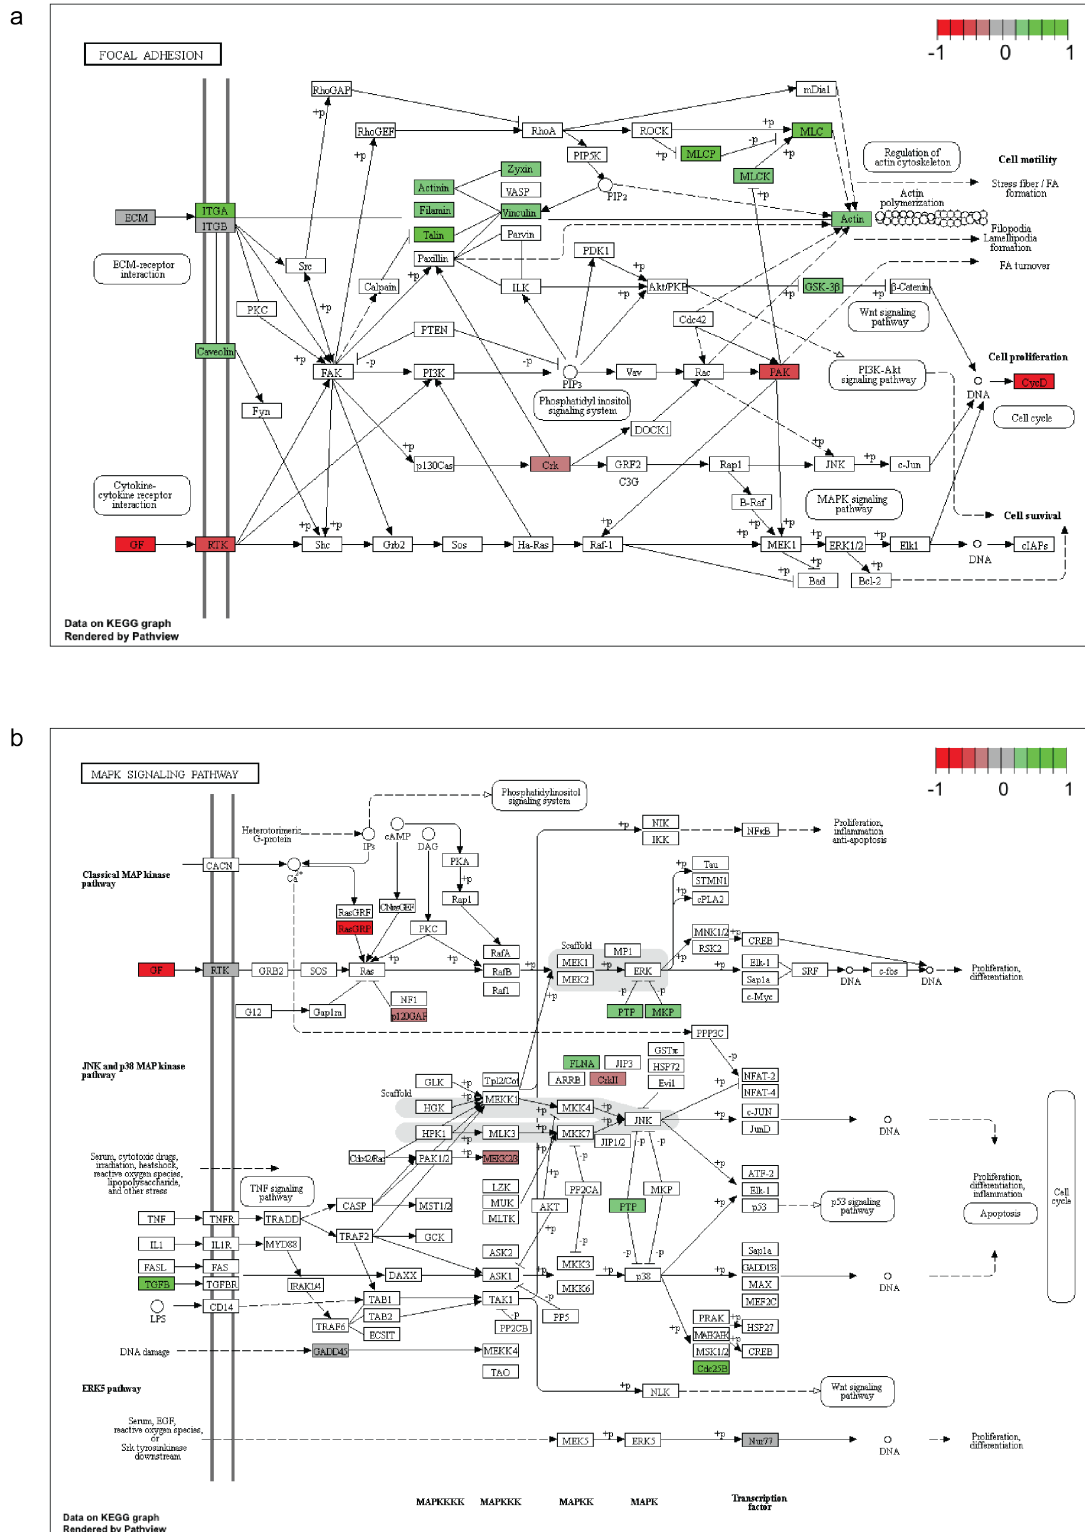 a
FOCAL ADHESION
-1 0 1
RhoGAP
mDia1
+p
RhoGEF
RhoA
ROCK
+p
MLC
+p
+p
-p
PIP5K
MLCP
Regulation of
actin cytoskeleton
Cell motility
Zyxin
+p
Actinin
VASP
MLCK
Stress fiber / FA
formation
PIP2
Actin
polymerization
ECM
ITGA
Filamin
Vinculin
Actin
ITGB
Talin
Parvin
Filopodia
Lamellipodia
formation
PDK1
Paxillin
Src
+p
+p
FA turnover
ECM-receptor
interaction
Calpain
ILK
Akt/PKB
+p
GSK-3β
+p
β-Catenin
PKC
+p
Cdc42
Wnt signaling
pathway
PTEN
Caveolin
+p
-p
-p
Cell proliferation
FAK
PI3K
PIP3
Vav
Rac
PAK
PI3K-Akt
signaling pathway
DNA
CycD
Phosphatidyl inositol
signaling system
Fyn
Cell cycle
DOCK1
+p
p130Cas
Crk
GRF2
Rap1
JNK
+p
c-Jun
C3G
Cytokine-
cytokine receptor
interaction
B-Raf
MAPK signaling
pathway
+p
+p
+p
+p
+p
Cell survival
GF
RTK
Shc
Grb2
Sos
Ha-Ras
Raf-1
+p
MEK1
+p
ERK1/2
+p
Elk1
DNA
cIAPs
+p
+p
Bad
Bcl-2
Data on KEGG graph
Rendered by Pathview
b
MAPK SIGNALING PATHWAY
-1 0 1
Phosphatidylinositol
signaling system
Heterotrimeric
G-protein
IP3
cAMP
DAG
+p
NIK
IKK
NFκB
Proliferation,
inflammation
anti-apoptosis
CACN
Ca2+
PKA
Classical MAP kinase
pathway
+p
+p
Tau
STMN1
cPLA2
RasGRF
CNrasGEF
Rap1
+p
RasGRP
PKC
MNK1/2
RSK2
CREB
RafA
Scaffold
MP1
+p
+p
+p
MEK1
+p
GF
RTK
GRB2
SOS
Ras
RafB
+p
ERK
+p
Elk-1
MEK2
Sap1a
SRF
DNA
c-fos
DNA
Proliferation,
differentiation
Raf1
c-Myc
NF1
-p
-p
G12
Gap1m
p120GAP
PTP
MKP
PPP3C
GSTπ
JNK and p38 MAP kinase
pathway
FLNA
JIP3
HSP72
-p
Tpl2/Cot
ARRB
CrkII
Evi1
NFAT-2
GLK
Scaffold
+p
NFAT-4
MEKK1
+p
HGK
MKK4
+p
+p
JNK
c-JUN
HPK1
+p
MLK3
+p
MKK7
+p
JunD
DNA
JIP1/2
Cell
cycle
Cdc42/Rac
PAK1/2
+p
MEKK2/3
-p
-p
-p
+p
Serum, cytotoxic drugs,
irradiation, heatshock,
reactive oxygen species,
lipopolysaccharide,
and other stress
ATF-2
LZK
PP2CA
MKP
Elk-1
Proliferation,
differentiation,
inflammation
TNF signaling
pathway
CASP
MST1/2
MUK
AKT
PTP
p53
p53 signaling
pathway
Apoptosis
MLTK
TNF
TNFR
TRADD
TRAF2
GCK
IL1
IL1R
MYD88
ASK2
-p
-p
-p
Sap1a
FASL
FAS
MKK3
GADD153
TGFB
TGFBR
DAXX
ASK1
+p
+p
p38
+p
MAX
DNA
MKK6
IRAK1/4
TAB1
TAK1
MEF2C
LPS
CD14
TAB2
PP5
PRAK
TRAF6
-p
+p
+p
HSP27
ECSIT
PP2CB
+p
DNA damage
GADD45
MEKK4
MSK1/2
CREB
TAO
Cdc25B
ERK5 pathway
+p
NLK
Wnt signaling
pathway
Serum, EGF,
reactive oxygen species,
or
Srk tyrosinkinase
downstream
MEK5
+p
ERK5
+p
Nur77
DNA
Proliferation,
differentiation
MAPKKKK
MAPKKK
MAPKK
MAPK
Transcription
factor
Data on KEGG graph
Rendered by Pathview